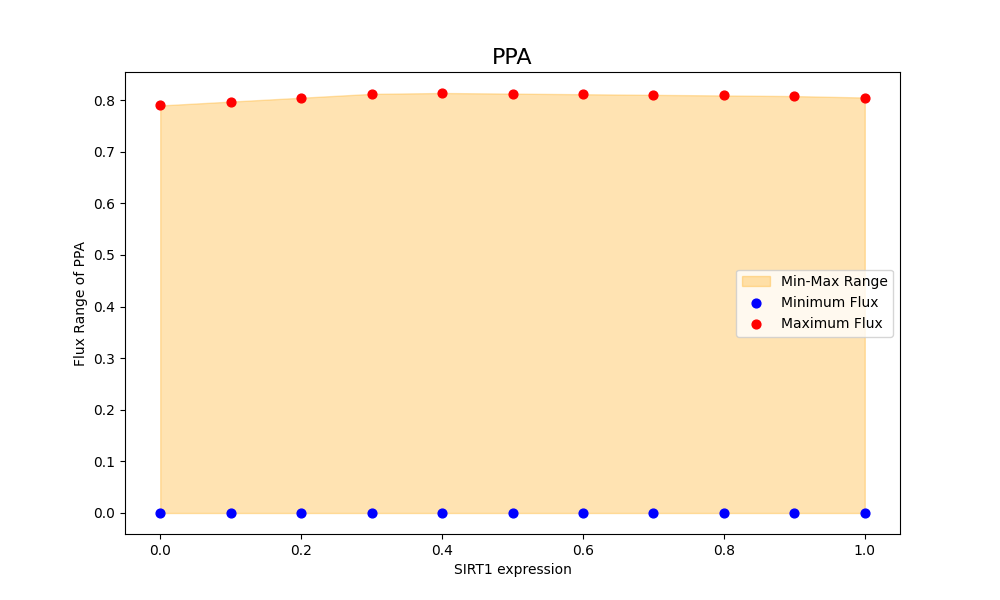 PPA
Flux Range of PPA
0.8
0.7
0.6
0.5
0.4
0.3
0.2
0.1
0.0
Min-Max Range
Minimum Flux
Maximum Flux
0.0 0.2 0.4 0.6 0.8 1.0
SIRT1 expression